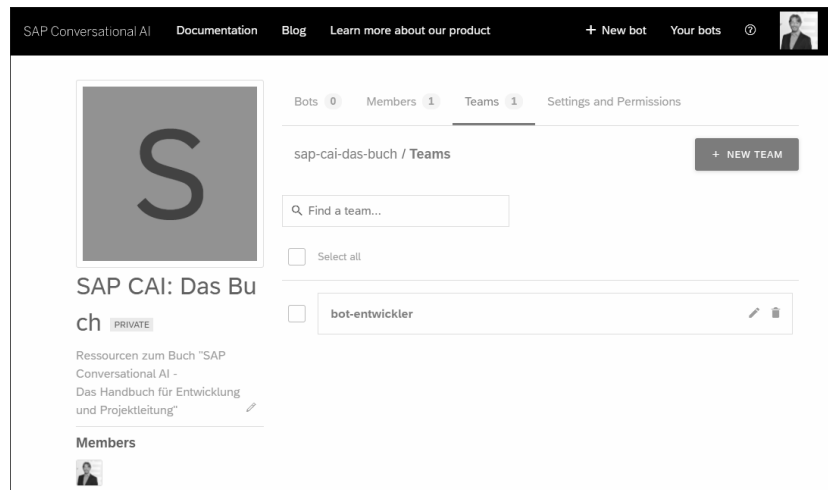 SAP Conversational AI Documentation Blog Learn more about our product + New bot Your bots ?
Bots 0 Members 1 Teams 1 Settings and Permissions
sap-cai-das-buch / Teams + NEW TEAM
Find a team...
Select all
bot-entwickler
S
SAP CAI: Das Bu
ch PRIVATE
Ressourcen zum Buch "SAP
Conversational AI -
Das Handbuch für Entwicklung
und Projektleitung"
Members